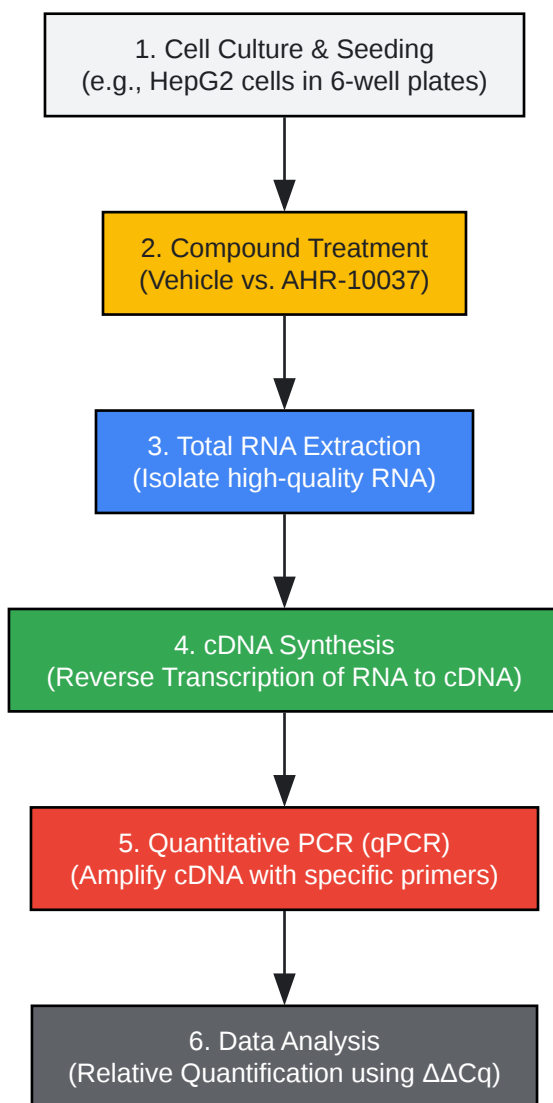 1. Cell Culture & Seeding
(e.g., HepG2 cells in 6-well plates)
2. Compound Treatment
(Vehicle vs. AHR-10037)
3. Total RNA Extraction
(Isolate high-quality RNA)
4. cDNA Synthesis
(Reverse Transcription of RNA to cDNA)
5. Quantitative PCR (qPCR)
(Amplify cDNA with specific primers)
6. Data Analysis
(Relative Quantification using ΔΔCq)